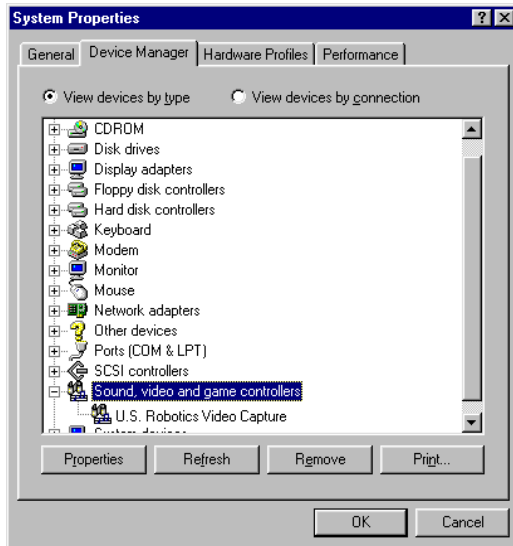 System Properties
General Device Manager Hardware Profiles Performance
View devices by type View devices by connection
CDROM
Disk drives
Display adapters
Floppy disk controllers
Hard disk controllers
Keyboard
Modem
Monitor
Mouse
Network adapters
Other devices
Ports (COM & LPT)
SCSI controllers
Sound, video and game controllers
U.S. Robotics Video Capture
System devices
Properties Refresh Remove Print...
OK Cancel